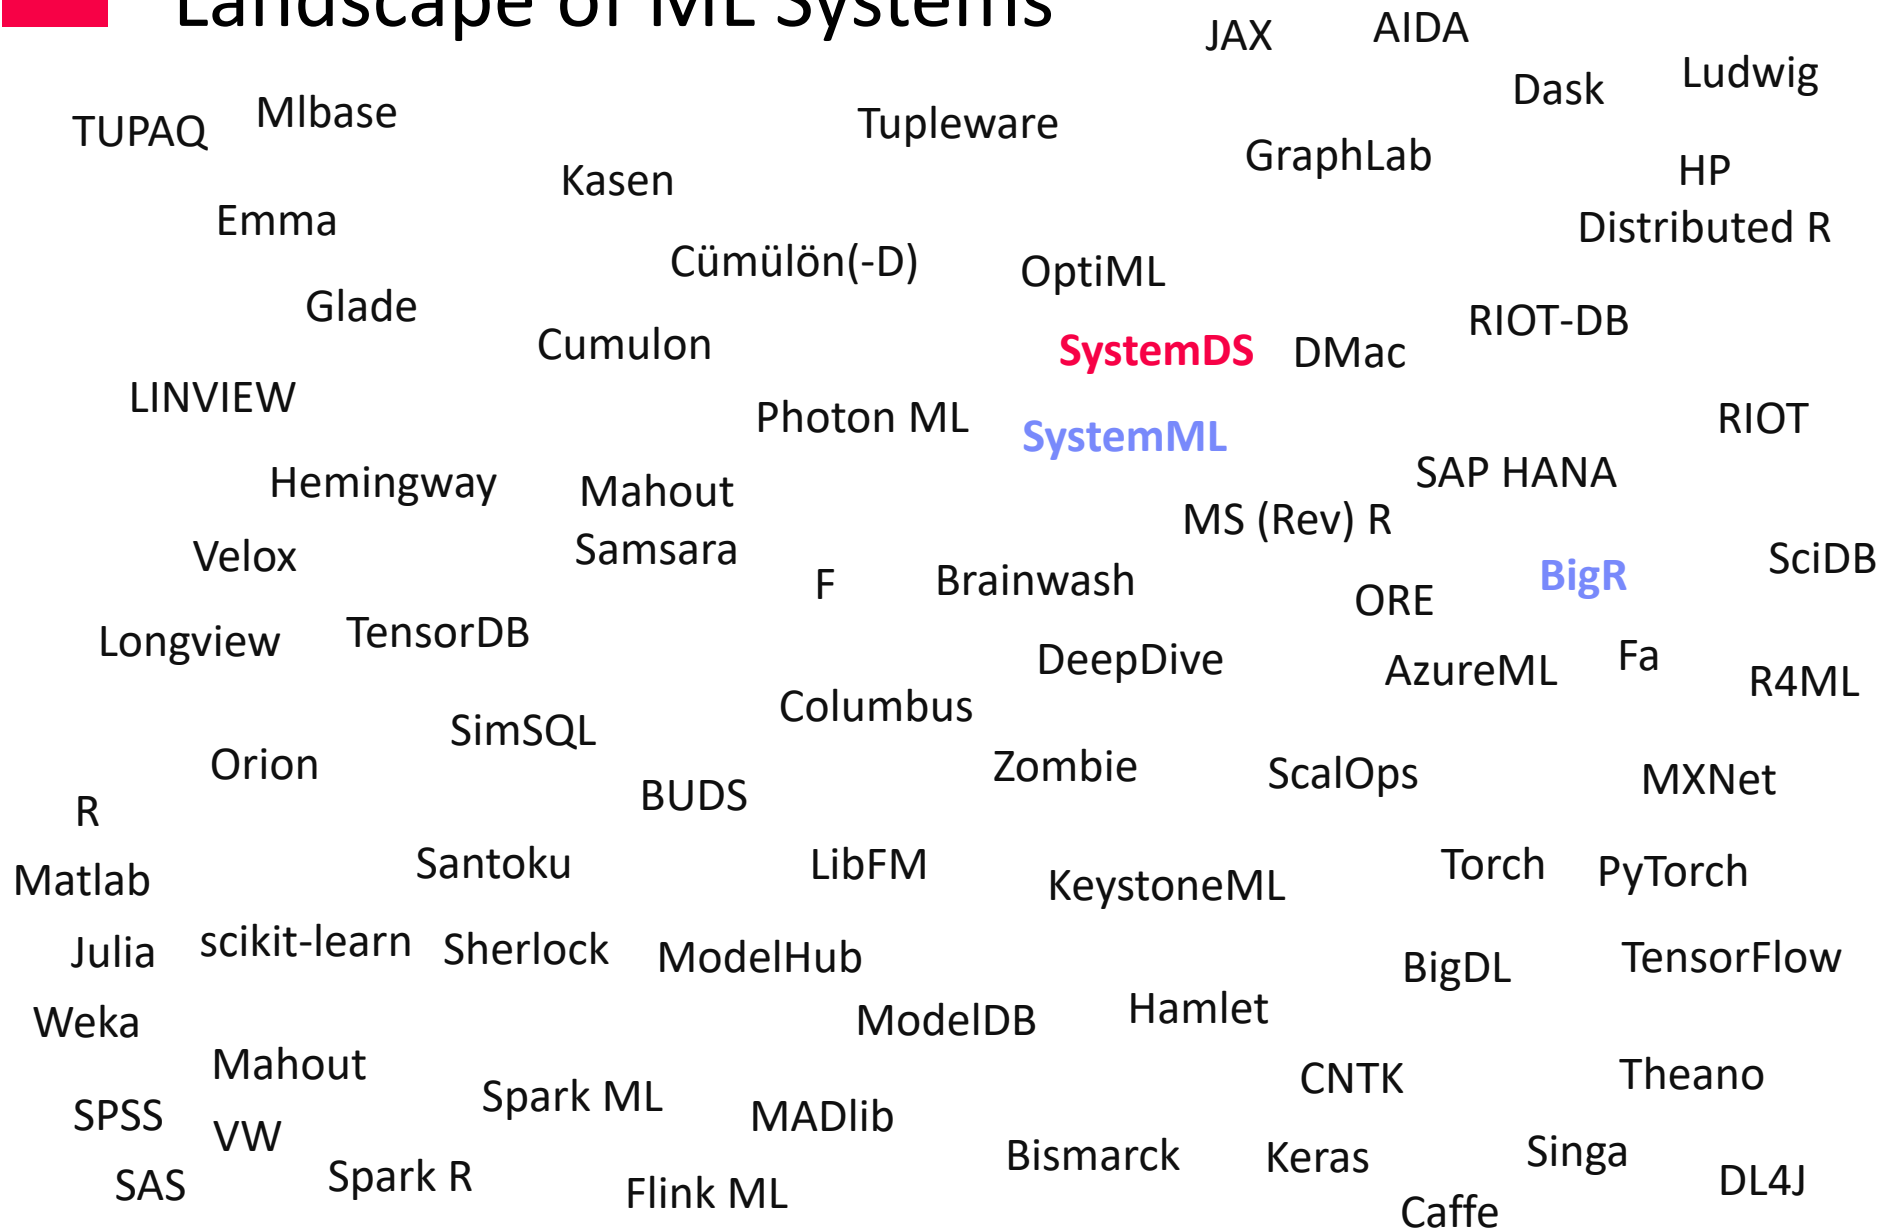 Landscape of ML Systems
JAX
AIDA
Dask
Ludwig
TUPAQ
Mlbase
Tupleware
GraphLab
HP
Distributed R
Kasen
Emma
Cümülön(-D)
OptiML
Glade
Cumulon
SystemDS
DMac
RIOT-DB
LINVIEW
Photon ML
SystemML
RIOT
SAP HANA
Hemingway
Mahout
Samsara
MS (Rev) R
Velox
F
Brainwash
ORE
BigR
SciDB
Longview
TensorDB
DeepDive
AzureML
Fa
R4ML
Columbus
SimSQL
Orion
Zombie
ScalOps
MXNet
BUDS
R
Matlab
Santoku
LibFM
KeystoneML
Torch
PyTorch
Julia
scikit-learn
Sherlock
ModelHub
BigDL
TensorFlow
Weka
ModelDB
Hamlet
Mahout
CNTK
Theano
SPSS
VW
Spark ML
MADlib
Bismarck
Keras
Singa
SAS
Spark R
Flink ML
DL4J
Caffe